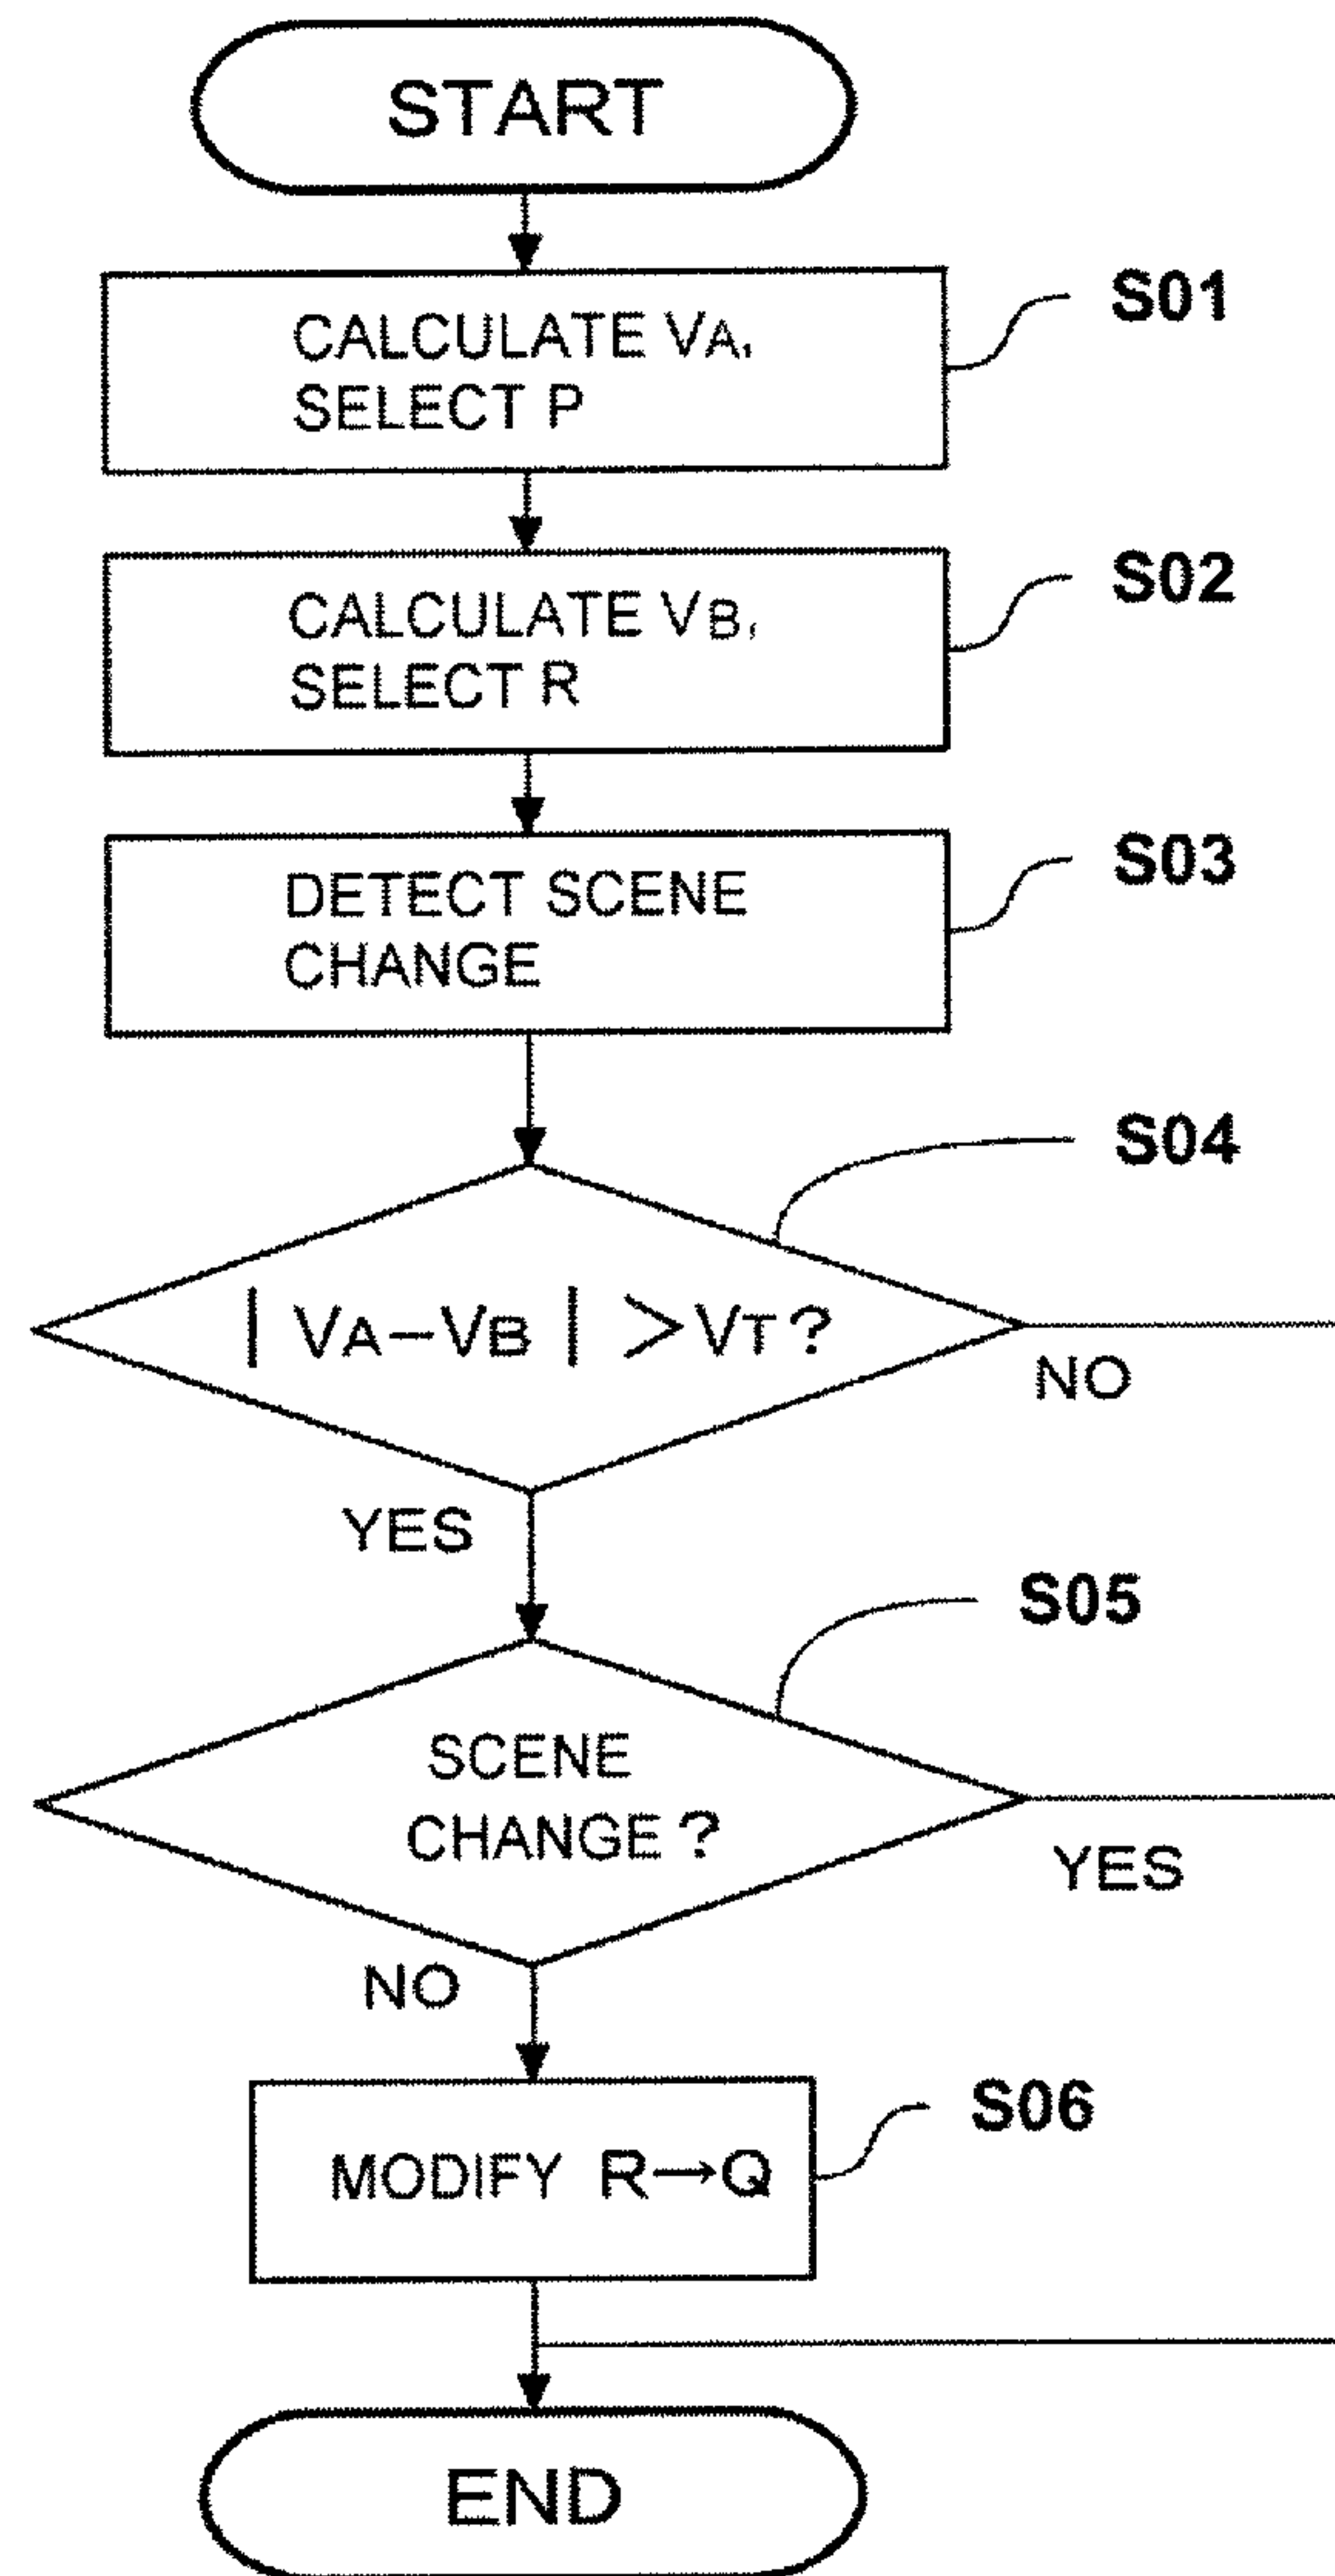 START
CALCULATE VA,
SELECT P
S01
CALCULATE VB,
SELECT R
S02
DETECT SCENE
CHANGE
S03
S04
| VA-VB | >VT?
NO
YES
S05
SCENE
CHANGE?
YES
NO
S06
MODIFY R→Q
END